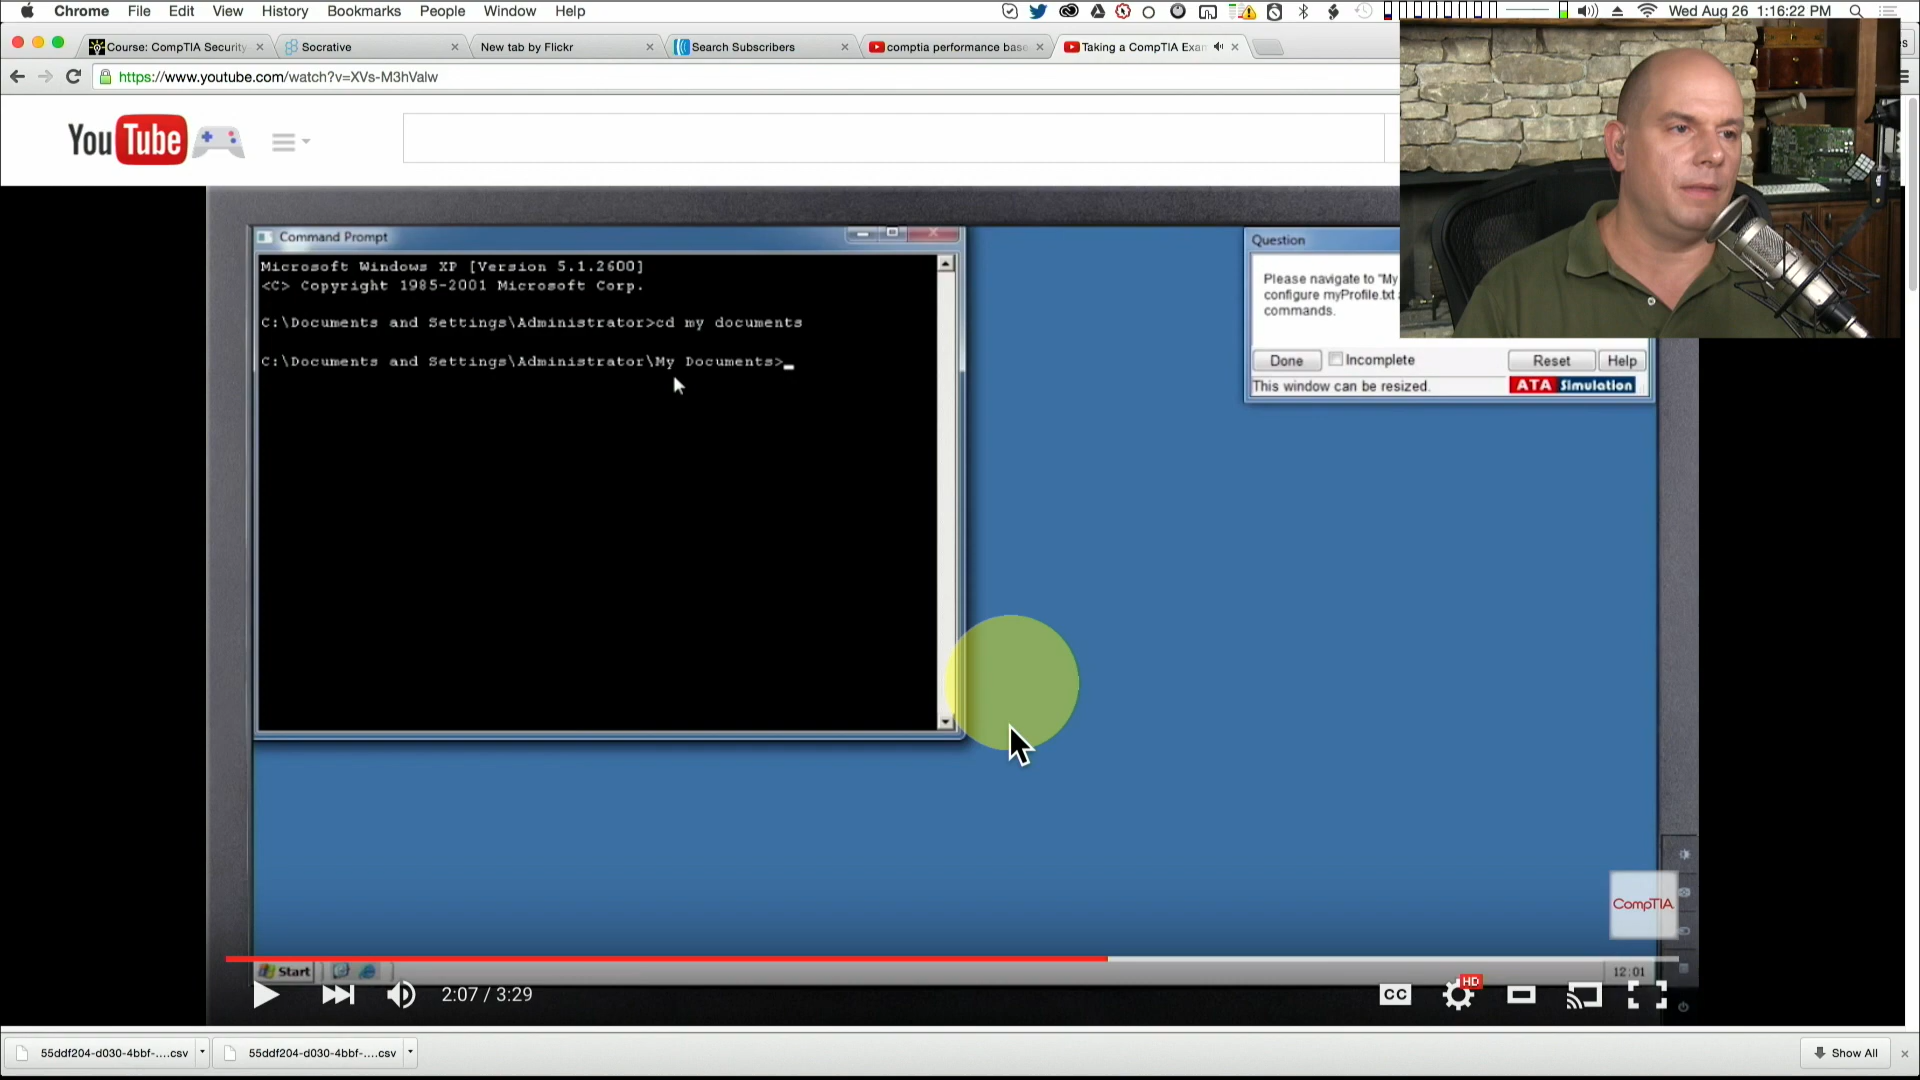 Chrome File Edit View History Bookmarks People Window Help
Wed Aug 26 1:16:22 PM
Course: CompTIA Security
Socrative
New tab by Flickr
Search Subscribers
comptia performance base
Taking a CompTIA Exam
https://www.youtube.com/watch?v=XVs-M3hValw
YouTube
Command Prompt
Microsoft Windows XP [Version 5.1.2600]
<C> Copyright 1985-2001 Microsoft Corp.
C:\Documents and Settings\Administrator>cd my documents
C:\Documents and Settings\Administrator\My Documents>_
Question
Please navigate to "My
configure myProfile.txt
commands.
Done Incomplete Reset Help
This window can be resized. ATA Simulation
CompTIA
Start
12:01
2:07 / 3:29
CC
HD
55ddf204-d030-4bbf-....csv
55ddf204-d030-4bbf-....csv
Show All